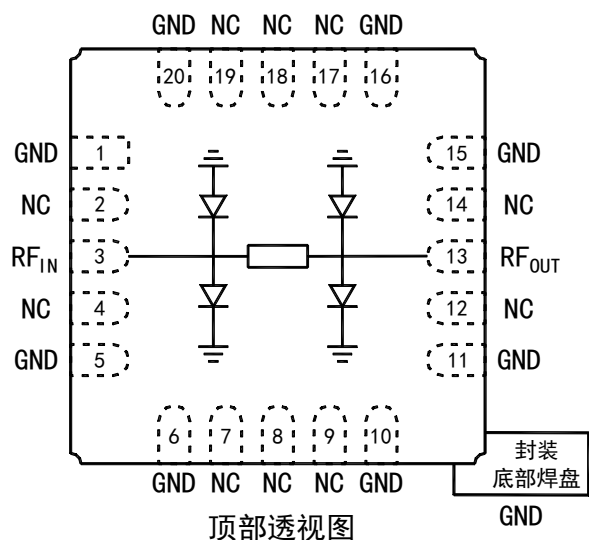 GND NC NC NC GND
20 19 18 17 16
GND 1 15 GND
NC 2 14 NC
RF_IN 3 13 RF_OUT
NC 4 12 NC
GND 5 11 GND
6 7 8 9 10
GND NC NC NC GND
封装
底部焊盘
GND
顶部透视图